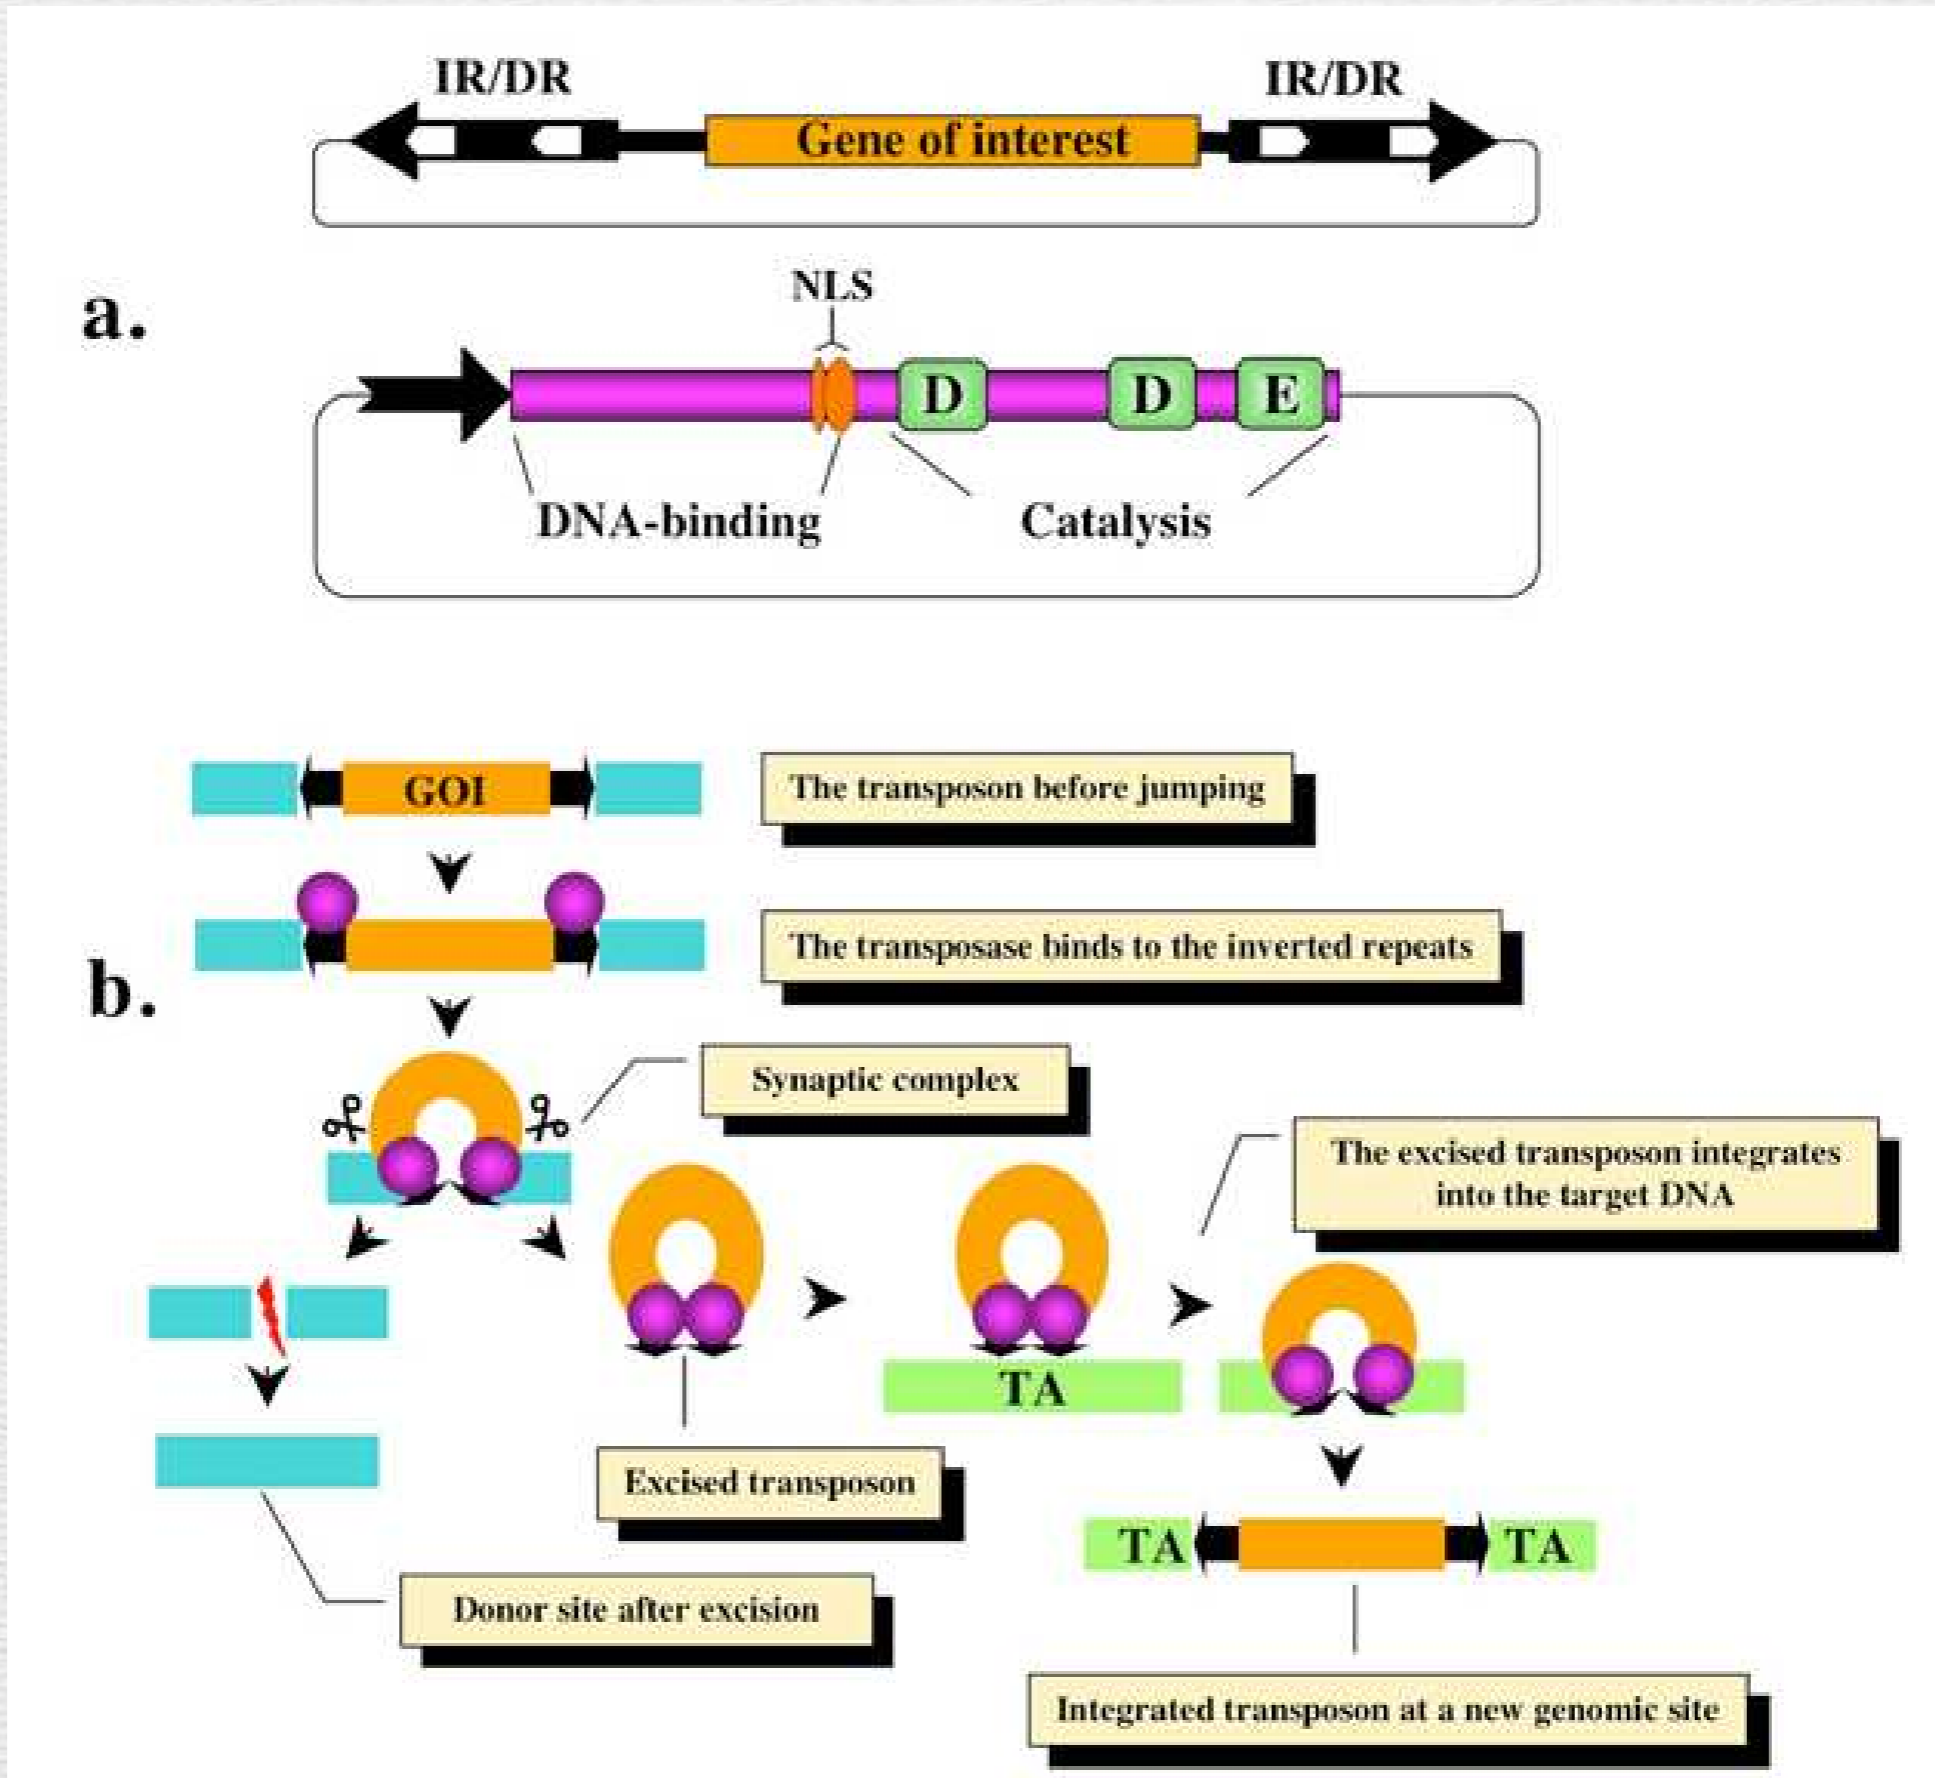 IR/DR
IR/DR
Gene of interest
a.
NLS
D
D
E
DNA-binding
Catalysis
b.
GOI
The transposon before jumping
The transposase binds to the inverted repeats
Synaptic complex
The excised transposon integrates
into the target DNA
TA
Excised transposon
TA
TA
Donor site after excision
Integrated transposon at a new genomic site